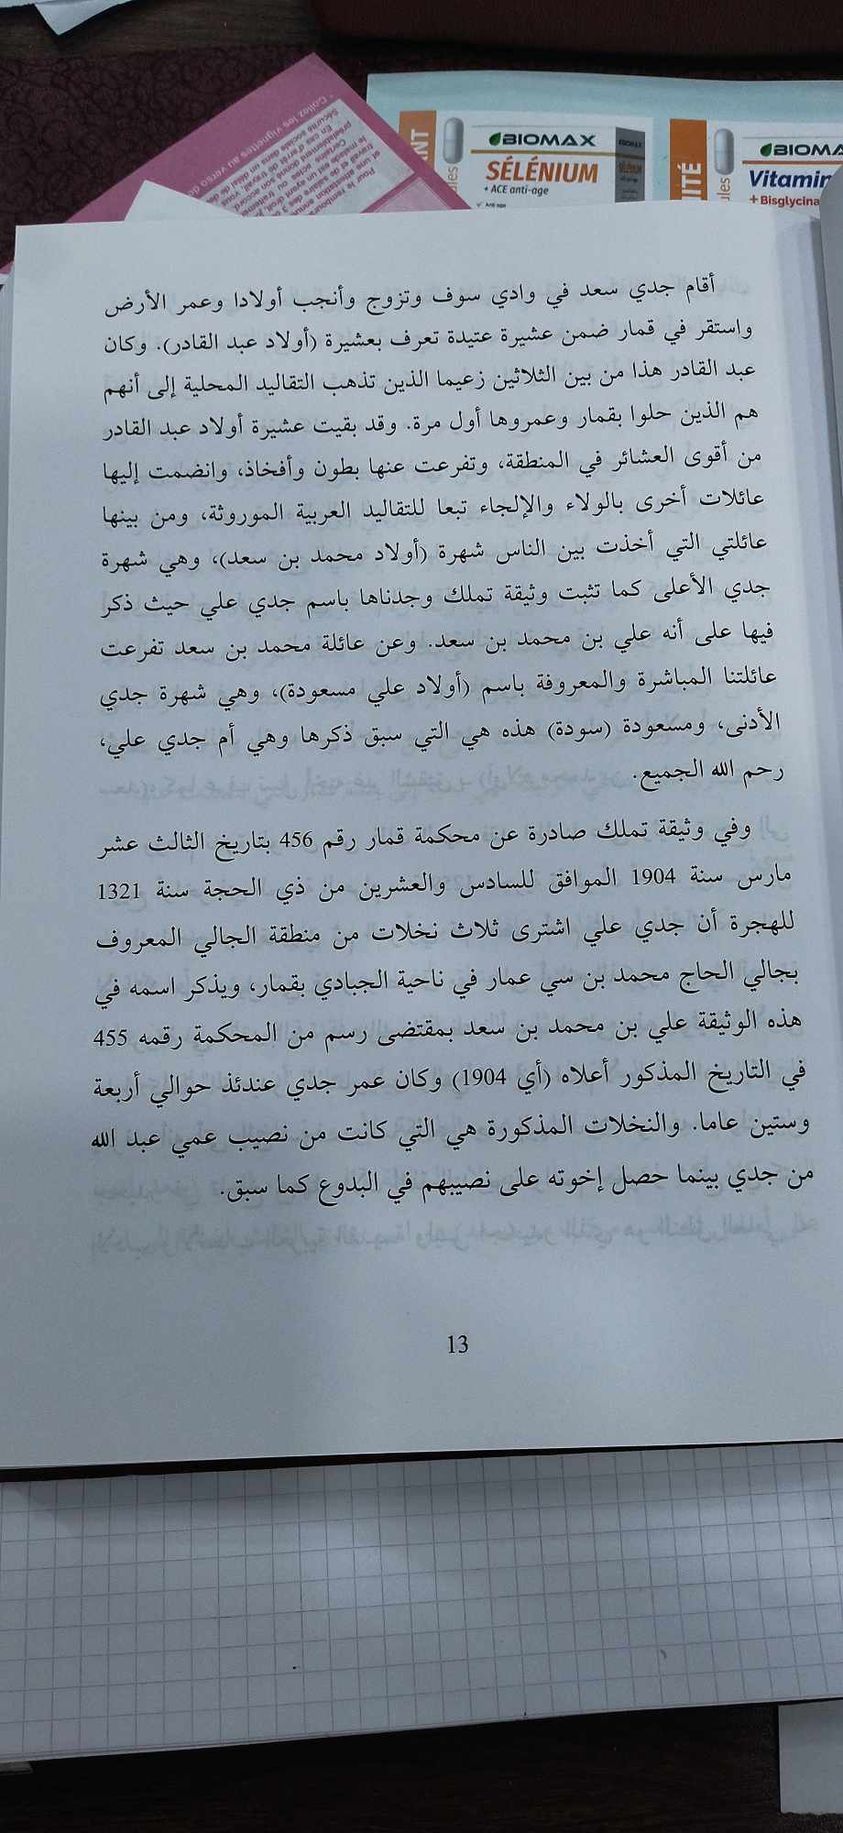 BIOMAX
SÉLÉNIUM
+ ACE anti-age
Anti-age
BIOMA
Vitamin
+ Bisglycina
ANT
ITÉ
Collez les vignettes au verso de
أقام جدي سعد في وادي سوف وتزوج وأنجب أولادا وعمر الأرض
واستقر في قمار ضمن عشيرة عتيدة تعرف بعشيرة (أولاد عبد القادر). وكان
عبد القادر هذا من بين الثلاثين زعيما الذين تذهب التقاليد المحلية إلى أنهم
هم الذين حلوا بقمار وعمروها أول مرة. وقد بقيت عشيرة أولاد عبد القادر
من أقوى العشائر في المنطقة، وتفرعت عنها بطون وأفخاذ، وانضمت إليها
عائلات أخرى بالولاء والإلجاء تبعا للتقاليد العربية الموروثة، ومن بينها
عائلتي التي أخذت بين الناس شهرة (أولاد محمد بن سعد)، وهي شهرة
جدي الأعلى كما تثبت وثيقة تملك وجدناها باسم جدي علي حيث ذكر
فيها على أنه علي بن محمد بن سعد. وعن عائلة محمد بن سعد تفرعت
عائلتنا المباشرة والمعروفة باسم (أولاد علي مسعودة)، وهي شهرة جدي
الأدنى، ومسعودة (سودة) هذه هي التي سبق ذكرها وهي أم جدي علي،
رحم الله الجميع.
وفي وثيقة تملك صادرة عن محكمة قمار رقم 456 بتاريخ الثالث عشر
مارس سنة 1904 الموافق للسادس والعشرين من ذي الحجة سنة 1321
للهجرة أن جدي علي اشترى ثلاث نخلات من منطقة الجالي المعروف
بجالي الحاج محمد بن سي عمار في ناحية الجبادي بقمار، ويذكر اسمه في
هذه الوثيقة علي بن محمد بن سعد بمقتضى رسم من المحكمة رقمه 455
في التاريخ المذكور أعلاه (أي 1904) وكان عمر جدي عندئذ حوالي أربعة
وستين عاما. والنخلات المذكورة هي التي كانت من نصيب عمي عبد الله
من جدي بينما حصل إخوته على نصيبهم في البدوع كما سبق.
13